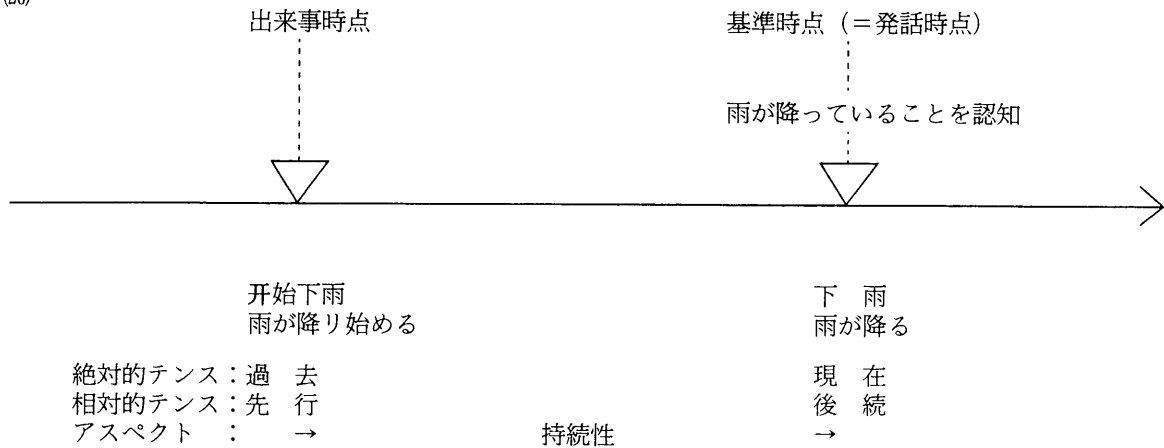 (26)
出来事時点　基準時点（＝発話時点）
雨が降っていることを認知
开始下雨　下　雨
雨が降リ始める　雨が降る
絶対的テンス：過　去　現　在
相対的テンス：先　行　後　続
アスペクト　：　→　持続性　→